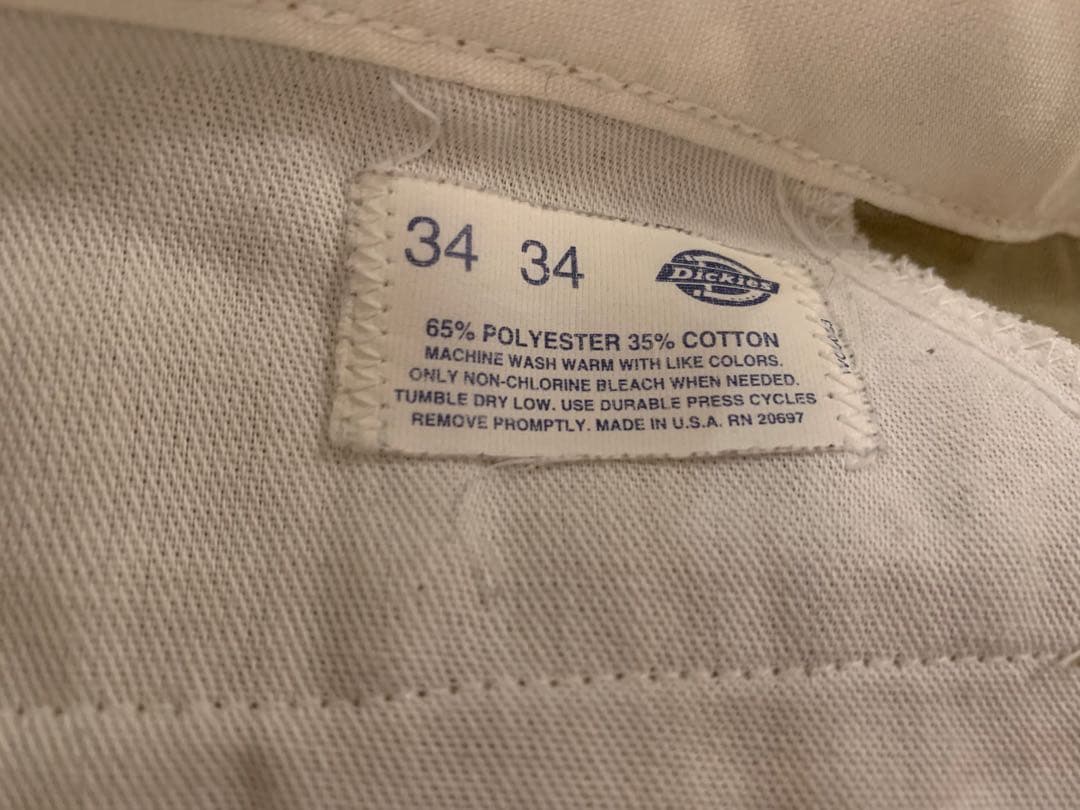 34 34 Dickies
65% POLYESTER 35% COTTON
MACHINE WASH WARM WITH LIKE COLORS.
ONLY NON-CHLORINE BLEACH WHEN NEEDED.
TUMBLE DRY LOW. USE DURABLE PRESS CYCLES
REMOVE PROMPTLY. MADE IN U.S.A. RN 20697